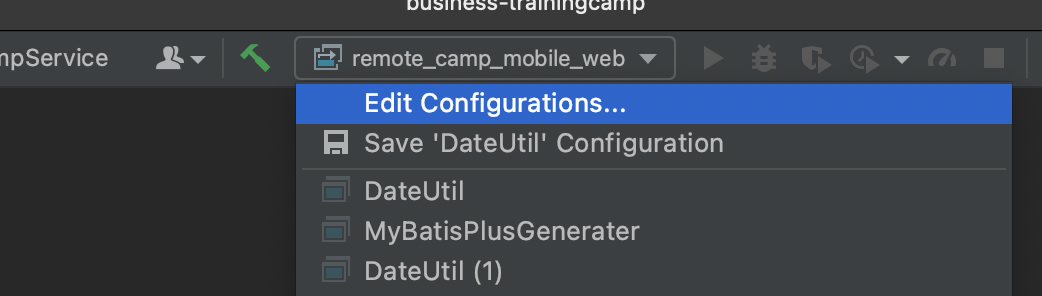 business-trainingcamp
mpService
remote_camp_mobile_web
Edit Configurations...
Save 'DateUtil' Configuration
DateUtil
MyBatisPlusGenerater
DateUtil (1)